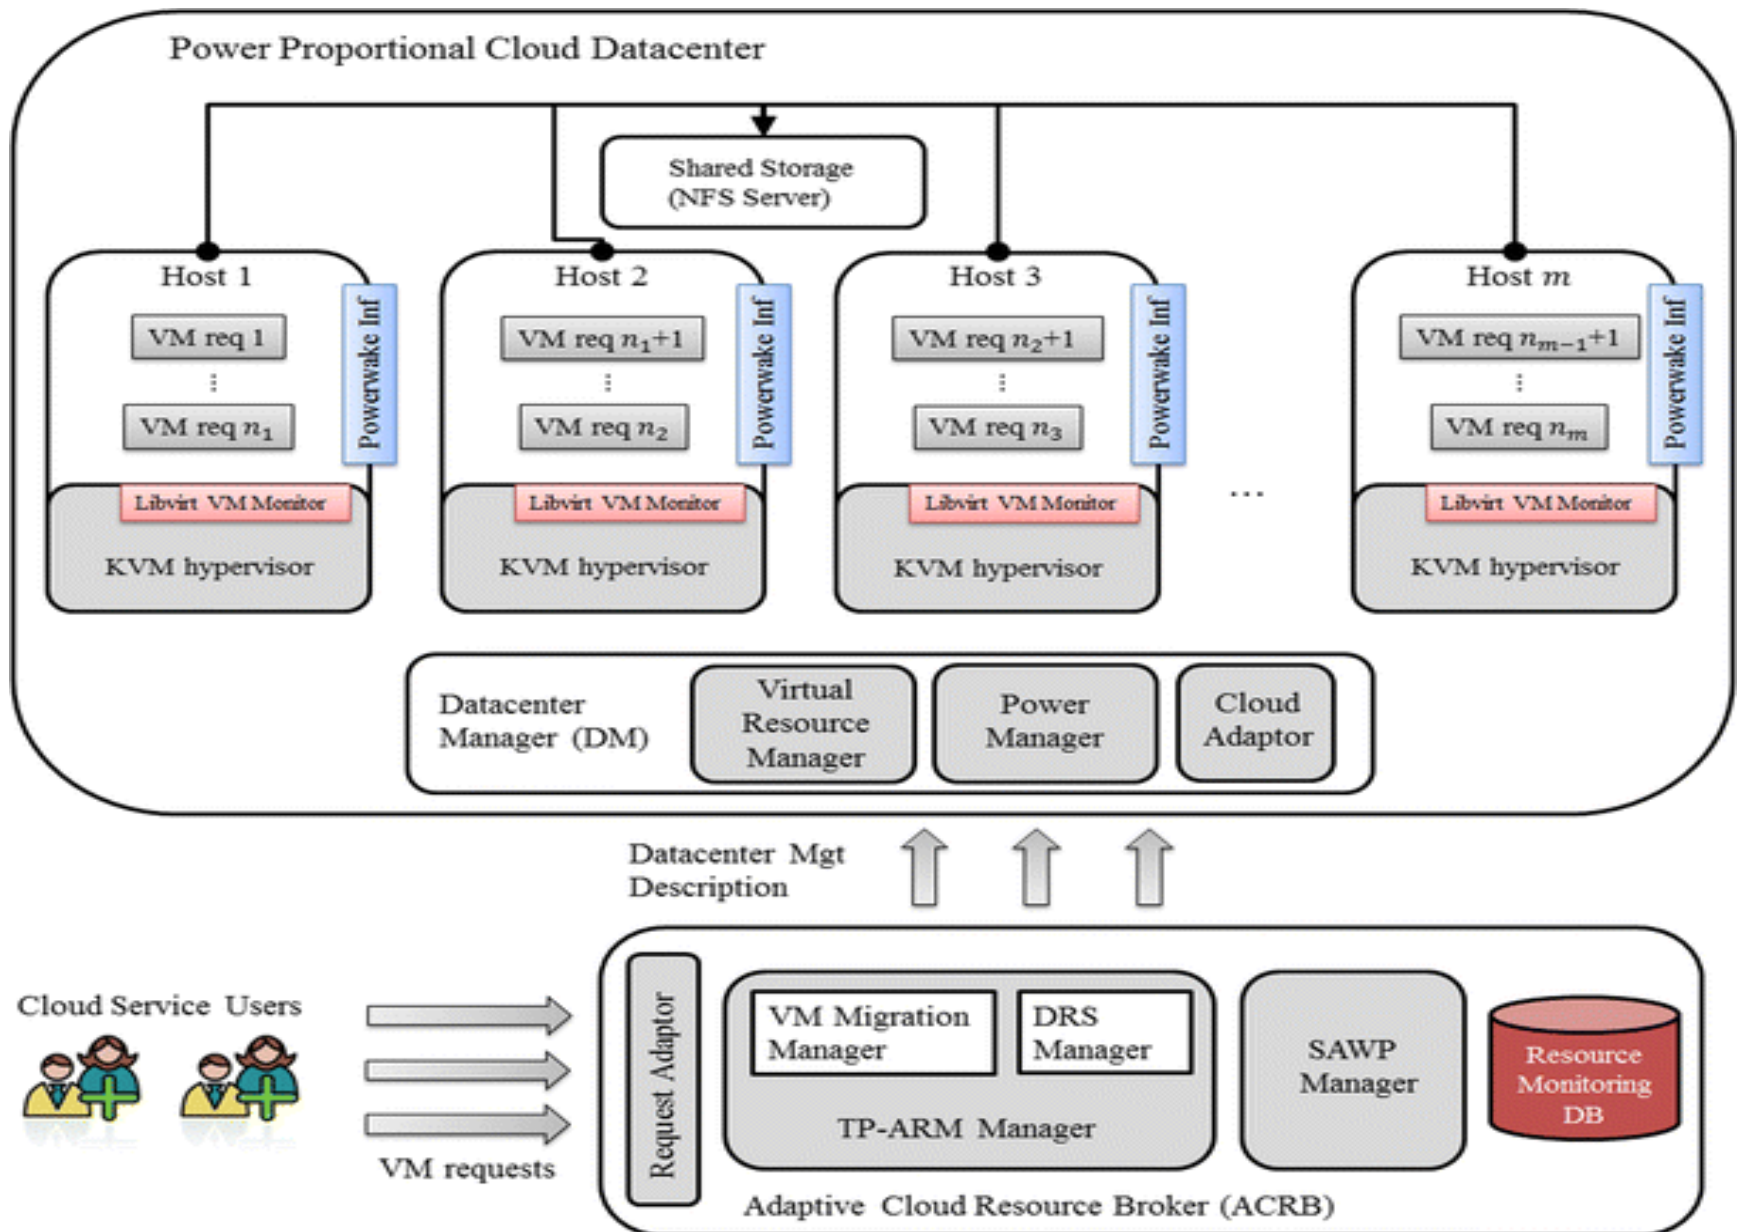 Power Proportional Cloud Datacenter
Shared Storage
(NFS Server)
Host 1
VM req 1
⋮
VM req n₁
Powerwake Inf
Libvirt VM Monitor
KVM hypervisor
Host 2
VM req n₁+1
⋮
VM req n₂
Powerwake Inf
Libvirt VM Monitor
KVM hypervisor
Host 3
VM req n₂+1
⋮
VM req n₃
Powerwake Inf
Libvirt VM Monitor
KVM hypervisor
...
Host m
VM req nₘ₋₁+1
⋮
VM req nₘ
Powerwake Inf
Libvirt VM Monitor
KVM hypervisor
Datacenter
Manager (DM)
Virtual
Resource
Manager
Power
Manager
Cloud
Adaptor
Datacenter Mgt
Description
Cloud Service Users
VM requests
Request Adaptor
VM Migration
Manager
DRS
Manager
TP-ARM Manager
SAWP
Manager
Resource
Monitoring
DB
Adaptive Cloud Resource Broker (ACRB)